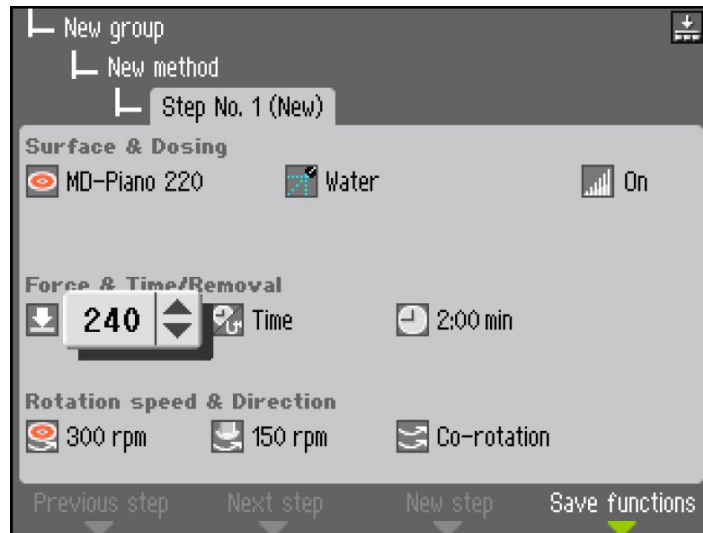 New group
New method
Step No. 1 (New)
Surface & Dosing
MD-Piano 220 Water On
Force & Time/Removal
240 Time 2:00 min
Rotation speed & Direction
300 rpm 150 rpm Co-rotation
Previous step Next step New step Save functions